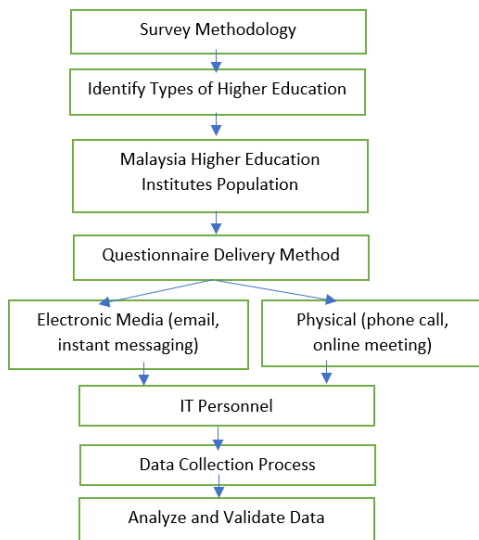 Survey Methodology
Identify Types of Higher Education
Malaysia Higher Education
Institutes Population
Questionnaire Delivery Method
Electronic Media (email,
instant messaging)
Physical (phone call,
online meeting)
IT Personnel
Data Collection Process
Analyze and Validate Data